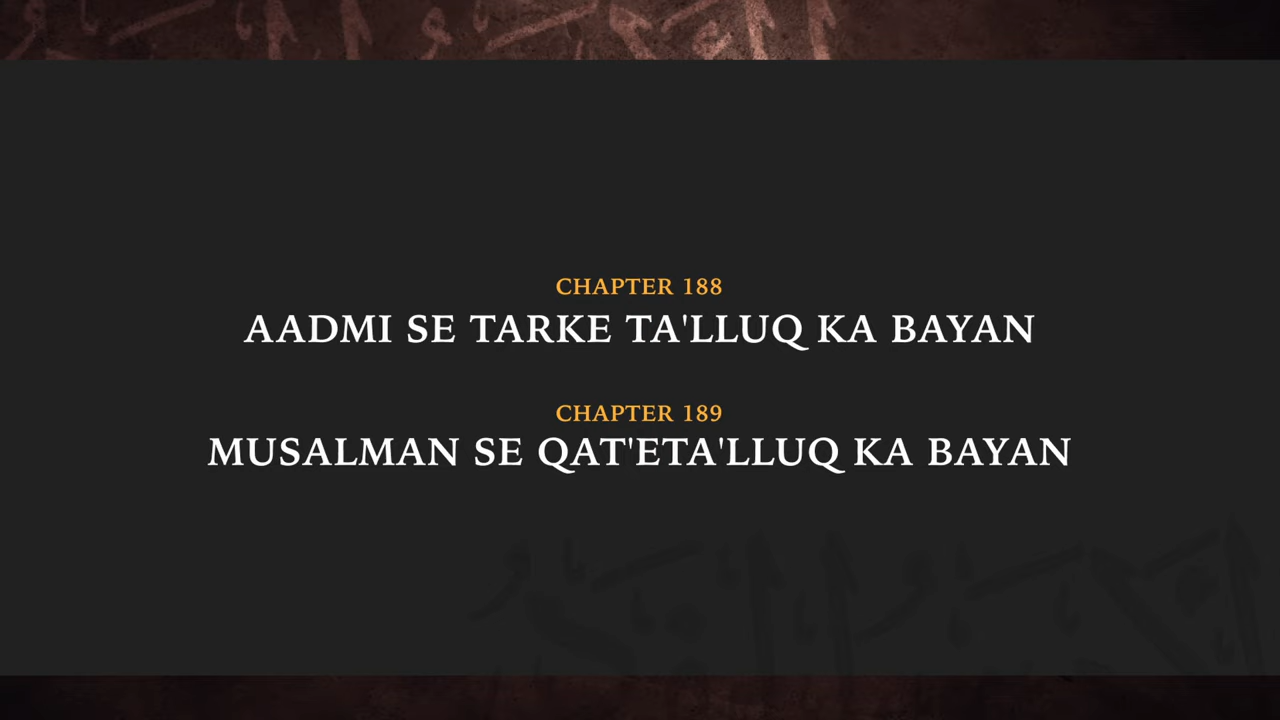 CHAPTER 188
AADMI SE TARKE TA'LLUQ KA BAYAN
CHAPTER 189
MUSALMAN SE QAT'ETA'LLUQ KA BAYAN